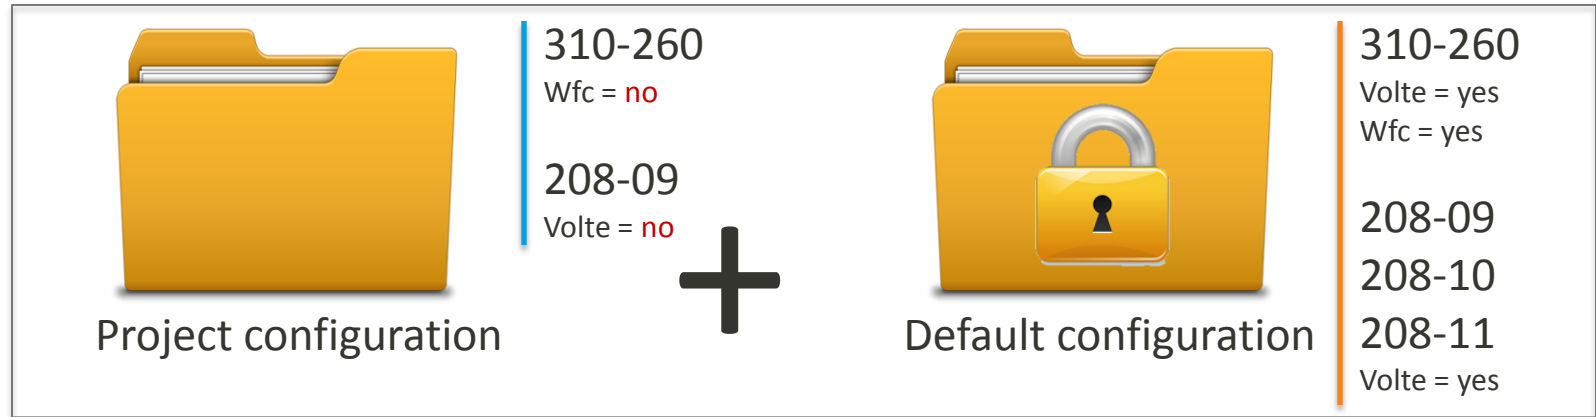 310-260
Wfc = no
208-09
Volte = no
Project configuration
+
310-260
Volte = yes
Wfc = yes
208-09
208-10
208-11
Volte = yes
Default configuration